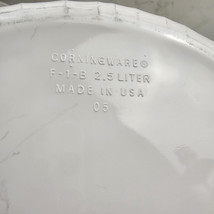 CORNINGWARE®
F-1-B 2.5 LITER
MADE IN USA
05